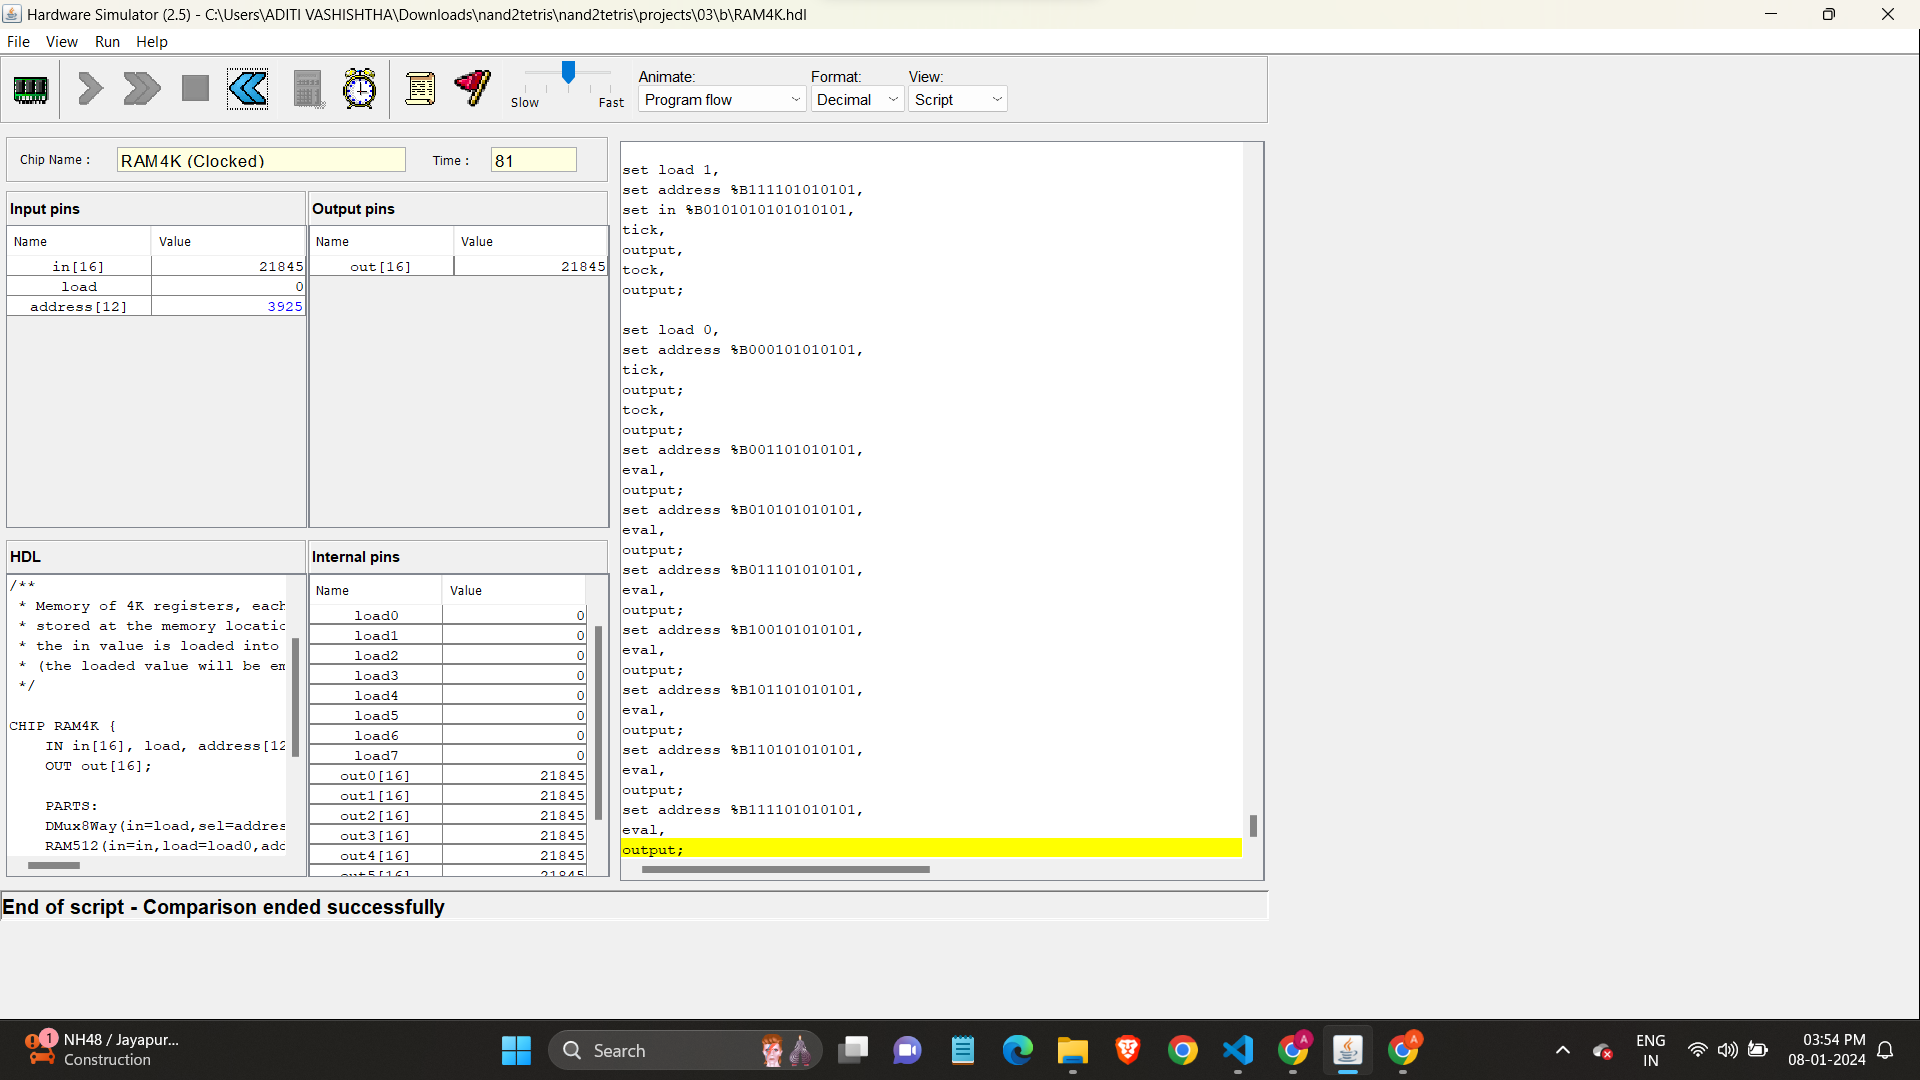 Hardware Simulator (2.5) - C:\Users\ADITI VASHISHTHA\Downloads\nand2tetris\nand2tetris\projects\03\b\RAM4K.hdl
File View Run Help
Slow Fast
Animate:
Program flow
Format:
Decimal
View:
Script
Chip Name :
RAM4K (Clocked)
Time :
81
Input pins
Name Value
in[16] 21845
load 0
address[12] 3925
Output pins
Name Value
out[16] 21845
HDL
/**
* Memory of 4K registers, each
* stored at the memory locatio
* the in value is loaded into
* (the loaded value will be em
*/
CHIP RAM4K {
IN in[16], load, address[12
OUT out[16];
PARTS:
DMux8Way(in=load,sel=addres
RAM512(in=in,load=load0,add
Internal pins
Name Value
load0 0
load1 0
load2 0
load3 0
load4 0
load5 0
load6 0
load7 0
out0[16] 21845
out1[16] 21845
out2[16] 21845
out3[16] 21845
out4[16] 21845
out5[16] 21845
set load 1,
set address %B111101010101,
set in %B0101010101010101,
tick,
output,
tock,
output;
set load 0,
set address %B000101010101,
tick,
output;
tock,
output;
set address %B001101010101,
eval,
output;
set address %B010101010101,
eval,
output;
set address %B011101010101,
eval,
output;
set address %B100101010101,
eval,
output;
set address %B101101010101,
eval,
output;
set address %B110101010101,
eval,
output;
set address %B111101010101,
eval,
output;
End of script - Comparison ended successfully
1
NH48 / Jayapur...
Construction
Search
A
A
ENG
IN
03:54 PM
08-01-2024